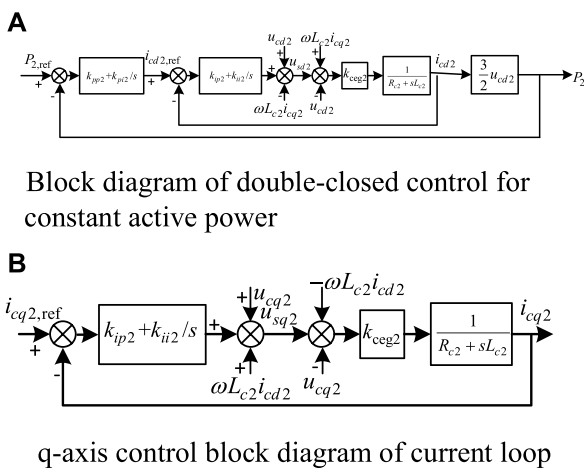 A
P2,ref
+
-
kpp2+kpi2/s
icd2,ref
+
-
kip2+kii2/s
+
ucd2
+
-
ωLc2icq2
usd2
ωLc2icq2
+
-
ucd2
kceg2
1
Rc2+sLc2
icd2
3
2
ucd2
P2
Block diagram of double-closed control for
constant active power
B
icq2,ref
+
-
kip2+kii2/s
+
+ucq2
usq2
+
ωLc2icd2
−ωLc2icd2
-
ucq2
kceg2
1
Rc2+sLc2
icq2
q-axis control block diagram of current loop